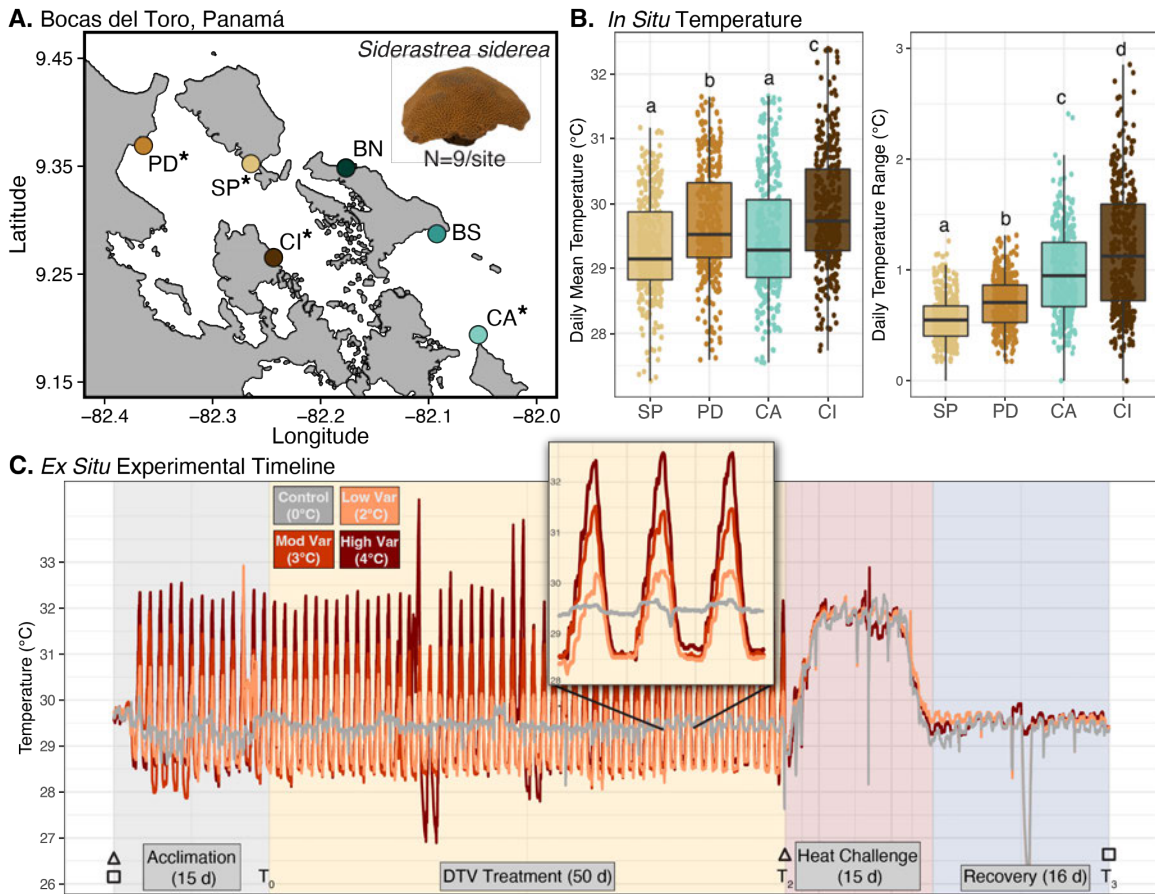 A. Bocas del Toro, Panamá
Siderastrea siderea
N=9/site
PD*
SP*
BN
CI*
BS
CA*
Latitude
9.45
9.35
9.25
9.15
−82.4
−82.3
−82.2
−82.1
−82.0
Longitude
B. In Situ Temperature
Daily Mean Temperature (°C)
32
31
30
29
28
a
b
a
c
SP
PD
CA
CI
Daily Temperature Range (°C)
3
2
1
0
a
b
c
d
SP
PD
CA
CI
C. Ex Situ Experimental Timeline
Temperature (°C)
33
32
31
30
29
28
27
26
Control (0°C)
Low Var (2°C)
Mod Var (3°C)
High Var (4°C)
32
31
30
29
28
Acclimation
(15 d)
T0
DTV Treatment (50 d)
T2
Heat Challenge
(15 d)
Recovery (16 d)
T3